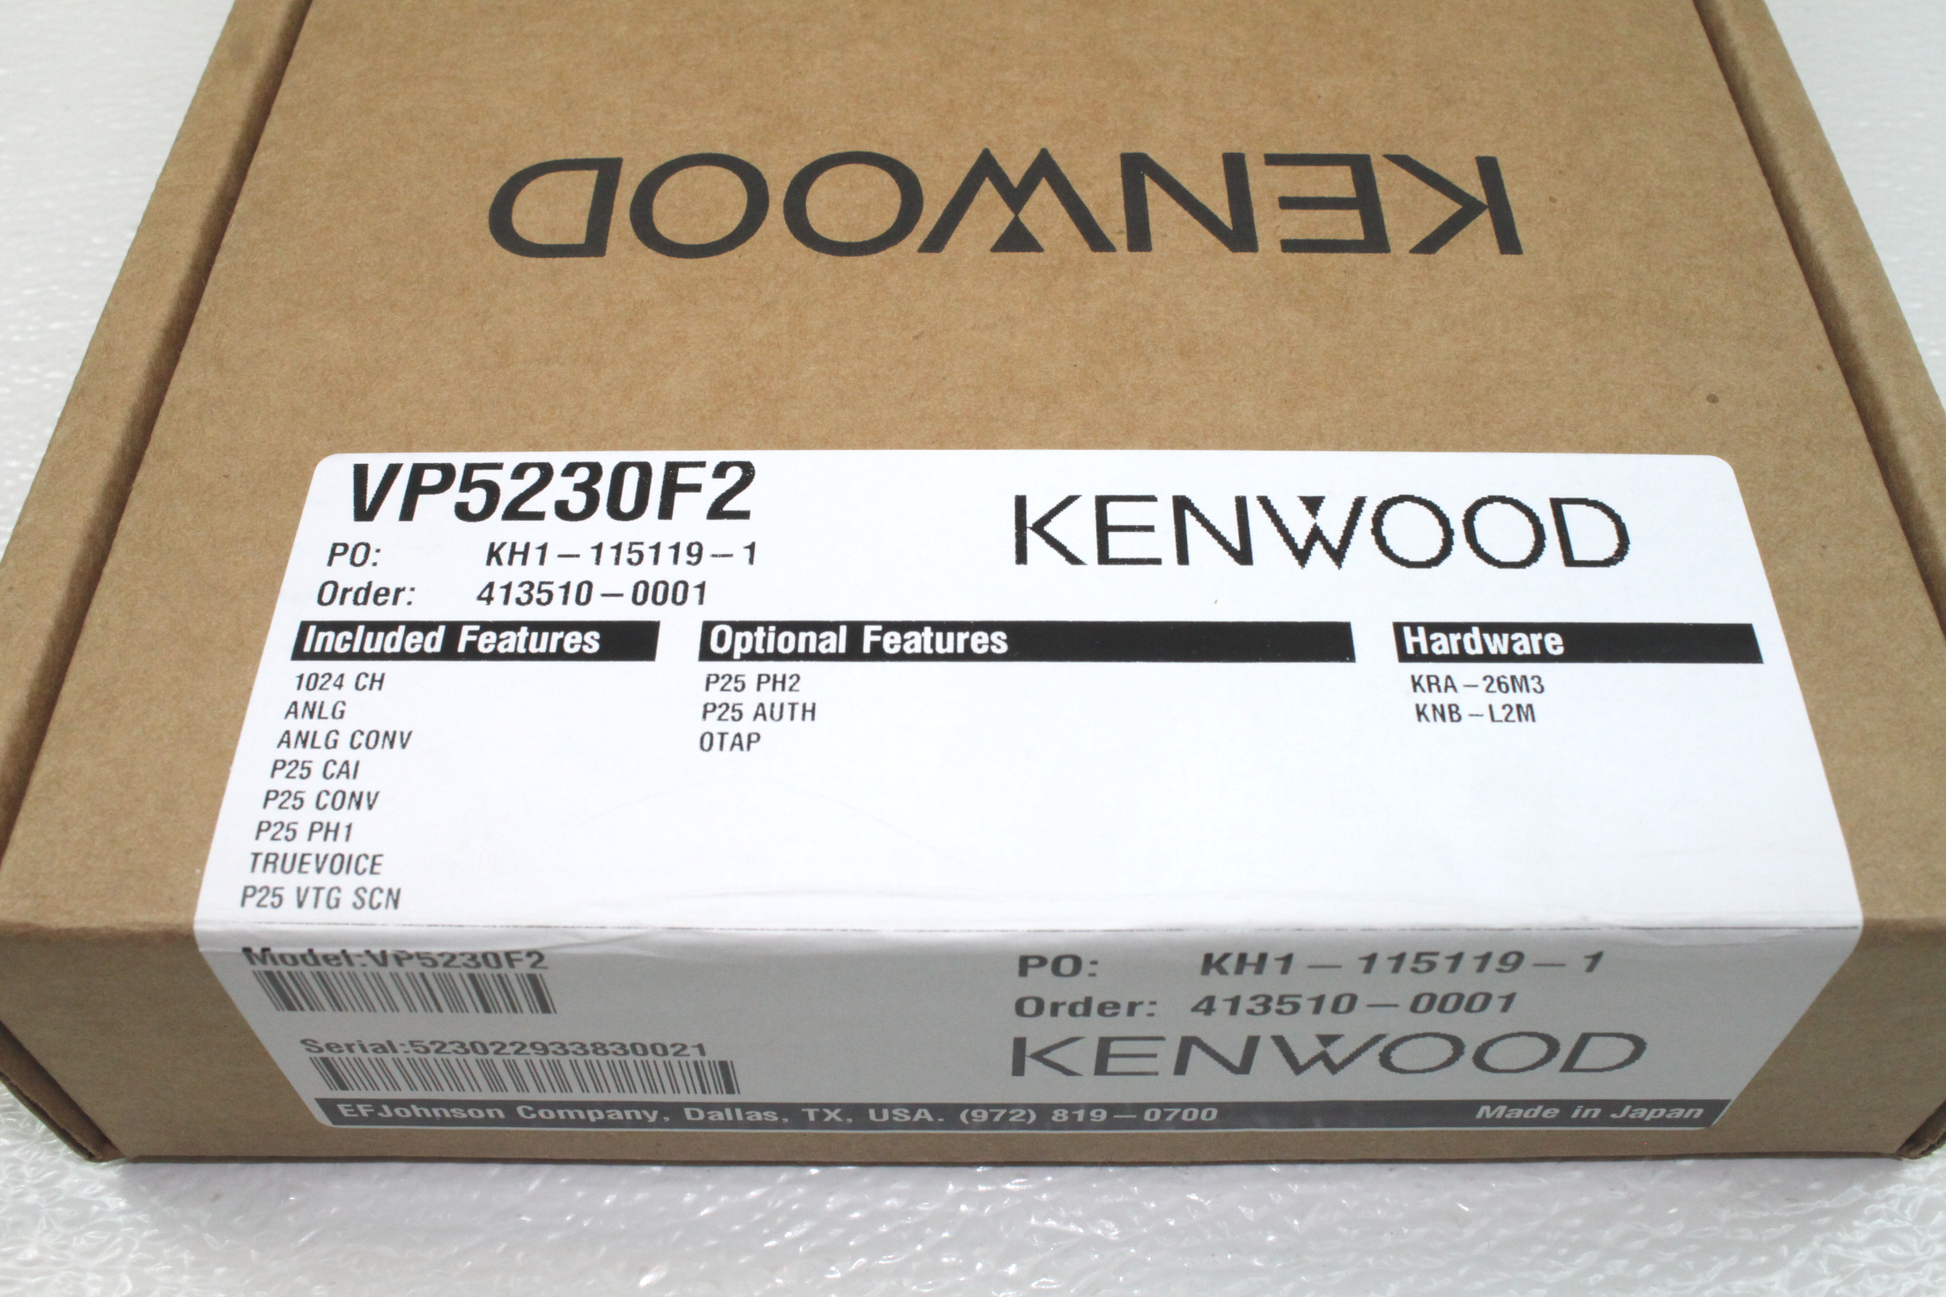 KENWOOD
VP5230F2
KENWOOD
PO: KH1-115119-1
Order: 413510-0001
Included Features
1024 CH
ANLG
ANLG CONV
P25 CAI
P25 CONV
P25 PH1
TRUEVOICE
P25 VTG SCN
Optional Features
P25 PH2
P25 AUTH
OTAP
Hardware
KRA-26M3
KNB-L2M
Model:VP5230F2
Serial:523022933830021
PO: KH1-115119-1
Order: 413510-0001
KENWOOD
EFJohnson Company, Dallas, TX, USA. (972) 819-0700
Made in Japan